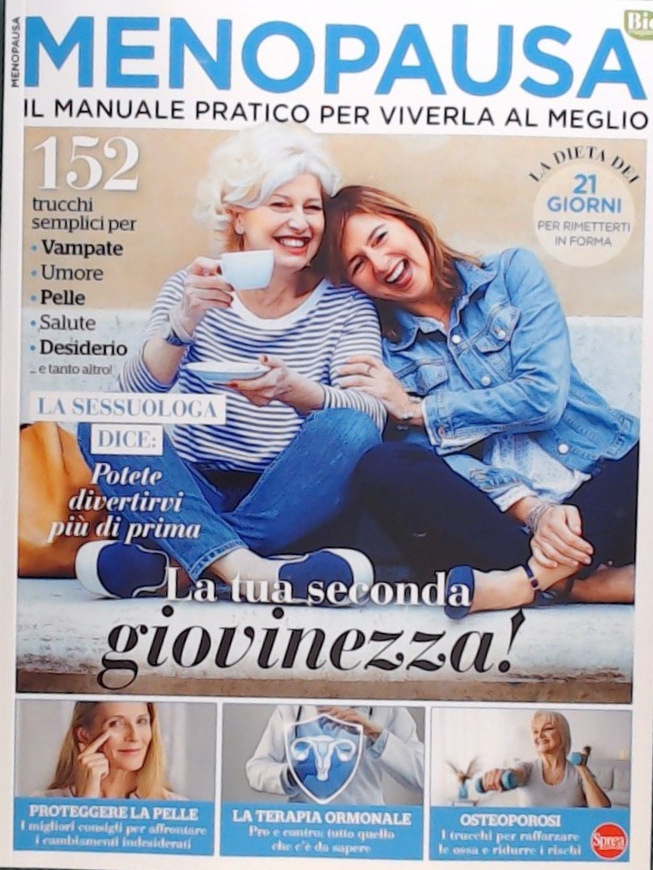 MENOPAUSA
Bio
MENOPAUSA
IL MANUALE PRATICO PER VIVERLA AL MEGLIO
152
trucchi
semplici per
• Vampate
• Umore
• Pelle
• Salute
• Desiderio
... e tanto altro!
LA DIETA DEI
21
GIORNI
PER RIMETTERTI
IN FORMA
LA SESSUOLOGA
DICE:
Potete
divertirvi
più di prima
La tua seconda
giovinezza!
PROTEGGERE LA PELLE
I migliori consigli per affrontare
i cambiamenti indesiderati
LA TERAPIA ORMONALE
Pro e contro: tutto quello
che c'è da sapere
OSTEOPOROSI
I trucchi per rafforzare
le ossa e ridurre i rischi
Sprea